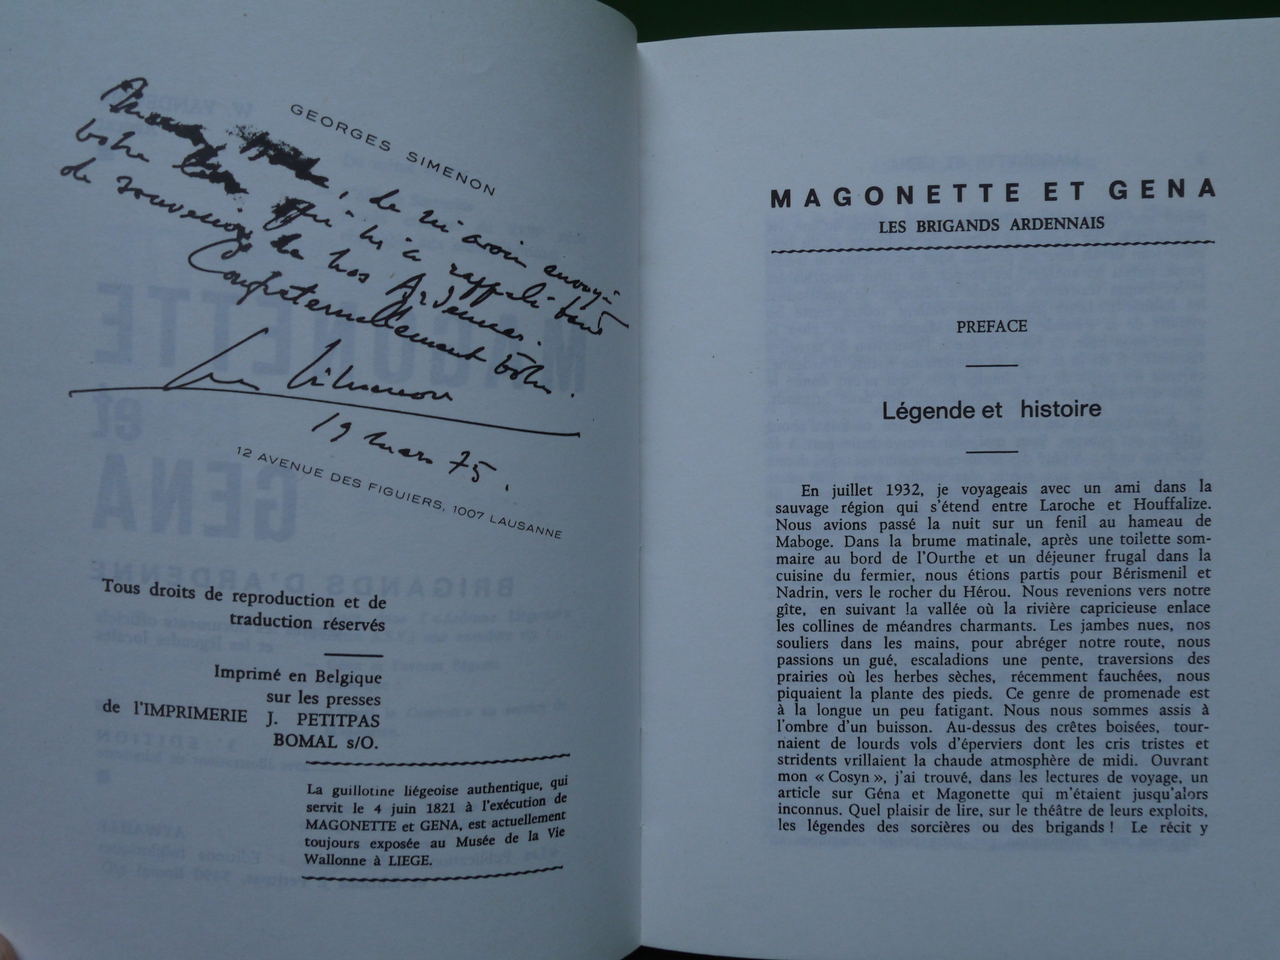 GEORGES SIMENON
, de m'avoir envoyé
votre livre qui m'a rappelé tant
de souvenirs de nos Ardennes.
Confraternellement vôtre.
Georges Simenon
19 mars 75.
12 AVENUE DES FIGUIERS, 1007 LAUSANNE
Tous droits de reproduction et de
traduction réservés
Imprimé en Belgique
sur les presses
de l'IMPRIMERIE J. PETITPAS
BOMAL s/O.
La guillotine liégeoise authentique, qui
servit le 4 juin 1821 à l'exécution de
MAGONETTE et GENA, est actuellement
toujours exposée au Musée de la Vie
Wallonne à LIEGE.
MAGONETTE ET GENA
LES BRIGANDS ARDENNAIS
PREFACE
Légende et histoire
En juillet 1932, je voyageais avec un ami dans la
sauvage région qui s'étend entre Laroche et Houffalize.
Nous avions passé la nuit sur un fenil au hameau de
Maboge. Dans la brume matinale, après une toilette som-
maire au bord de l'Ourthe et un déjeuner frugal dans la
cuisine du fermier, nous étions partis pour Bérismenil et
Nadrin, vers le rocher du Hérou. Nous revenions vers notre
gîte, en suivant la vallée où la rivière capricieuse enlace
les collines de méandres charmants. Les jambes nues, nos
souliers dans les mains, pour abréger notre route, nous
passions un gué, escaladions une pente, traversions des
prairies où les herbes sèches, récemment fauchées, nous
piquaient la plante des pieds. Ce genre de promenade est
à la longue un peu fatigant. Nous nous sommes assis à
l'ombre d'un buisson. Au-dessus des crêtes boisées, tour-
naient de lourds vols d'éperviers dont les cris tristes et
stridents vrillaient la chaude atmosphère de midi. Ouvrant
mon « Cosyn », j'ai trouvé, dans les lectures de voyage, un
article sur Géna et Magonette qui m'étaient jusqu'alors
inconnus. Quel plaisir de lire, sur le théâtre de leurs exploits,
les légendes des sorcières ou des brigands ! Le récit y